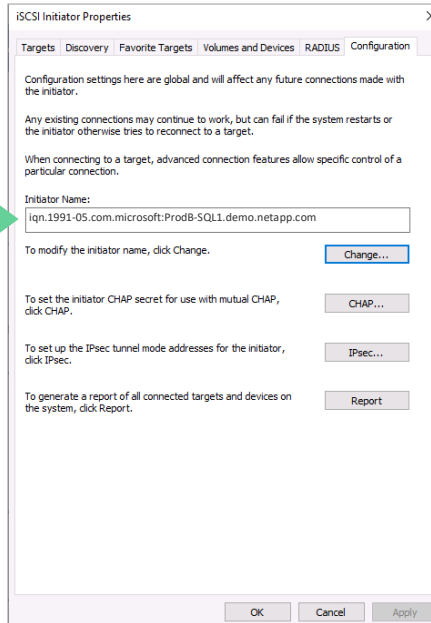 iSCSI Initiator Properties
Targets Discovery Favorite Targets Volumes and Devices RADIUS Configuration
Configuration settings here are global and will affect any future connections made with
the initiator.
Any existing connections may continue to work, but can fail if the system restarts or
the initiator otherwise tries to reconnect to a target.
When connecting to a target, advanced connection features allow specific control of a
particular connection.
Initiator Name:
iqn.1991-05.com.microsoft:ProdB-SQL1.demo.netapp.com
To modify the initiator name, click Change.
Change...
To set the initiator CHAP secret for use with mutual CHAP,
click CHAP.
CHAP...
To set up the IPsec tunnel mode addresses for the initiator,
click IPsec.
IPsec...
To generate a report of all connected targets and devices on
the system, click Report.
Report
OK Cancel Apply